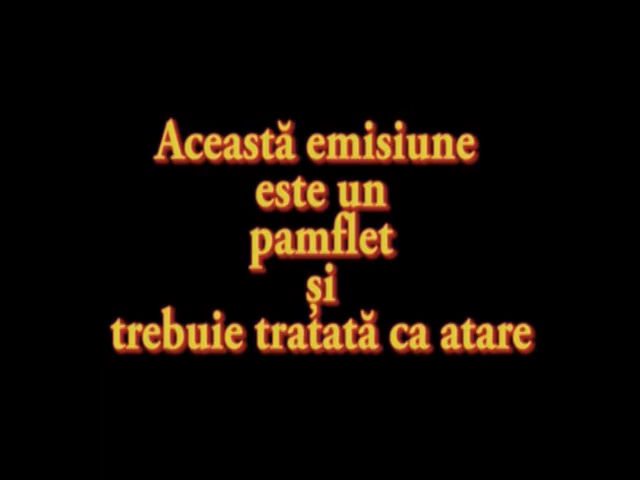 Această emisiune
este un
pamflet
și
trebuie tratată ca atare